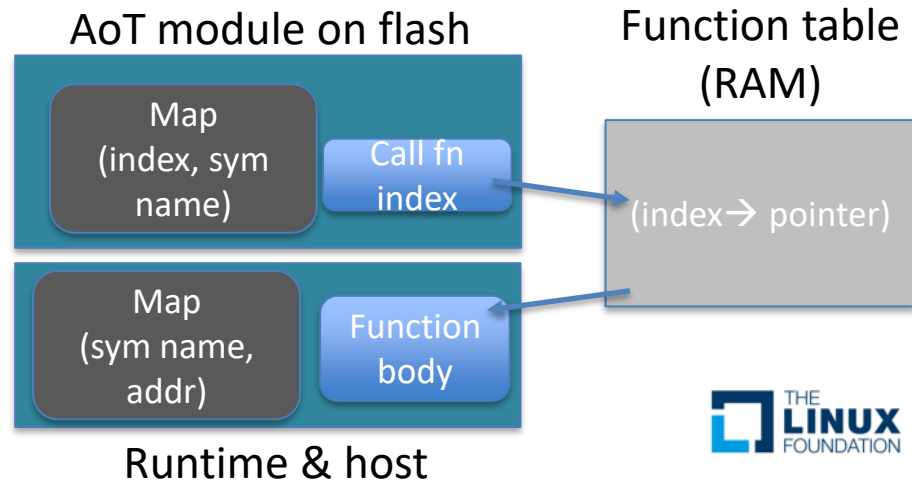 AoT module on flash
Map
(index, sym
name)
Call fn
index
Function table
(RAM)
(index→ pointer)
Map
(sym name,
addr)
Function
body
Runtime & host
THE
LINUX
FOUNDATION